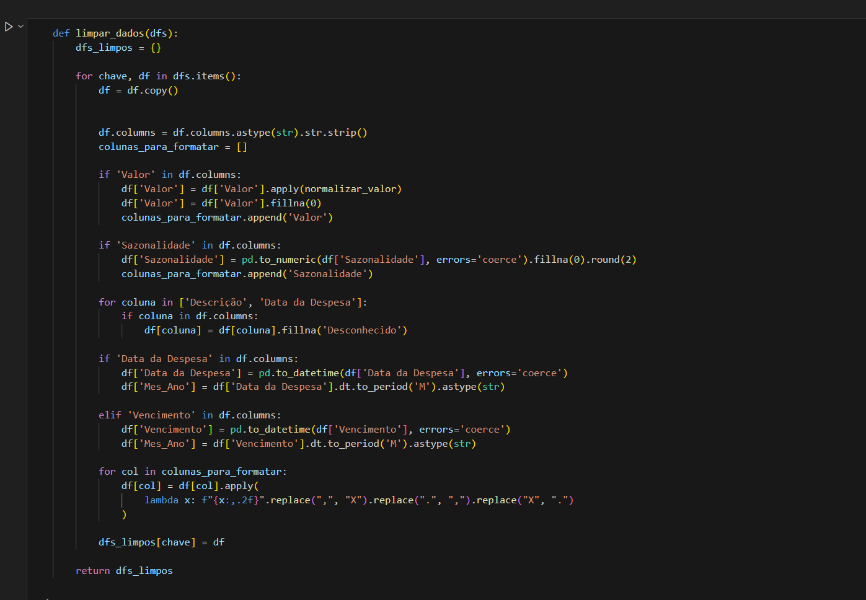 def limpar_dados(dfs):
    dfs_limpos = {}

    for chave, df in dfs.items():
        df = df.copy()


        df.columns = df.columns.astype(str).str.strip()
        colunas_para_formatar = []

        if 'Valor' in df.columns:
            df['Valor'] = df['Valor'].apply(normalizar_valor)
            df['Valor'] = df['Valor'].fillna(0)
            colunas_para_formatar.append('Valor')

        if 'Sazonalidade' in df.columns:
            df['Sazonalidade'] = pd.to_numeric(df['Sazonalidade'], errors='coerce').fillna(0).round(2)
            colunas_para_formatar.append('Sazonalidade')

        for coluna in ['Descrição', 'Data da Despesa']:
            if coluna in df.columns:
                df[coluna] = df[coluna].fillna('Desconhecido')

        if 'Data da Despesa' in df.columns:
            df['Data da Despesa'] = pd.to_datetime(df['Data da Despesa'], errors='coerce')
            df['Mes_Ano'] = df['Data da Despesa'].dt.to_period('M').astype(str)

        elif 'Vencimento' in df.columns:
            df['Vencimento'] = pd.to_datetime(df['Vencimento'], errors='coerce')
            df['Mes_Ano'] = df['Vencimento'].dt.to_period('M').astype(str)

        for col in colunas_para_formatar:
            df[col] = df[col].apply(
                lambda x: f"{x:,.2f}".replace(",", "X").replace(".", ",").replace("X", ".")
            )

        dfs_limpos[chave] = df

    return dfs_limpos